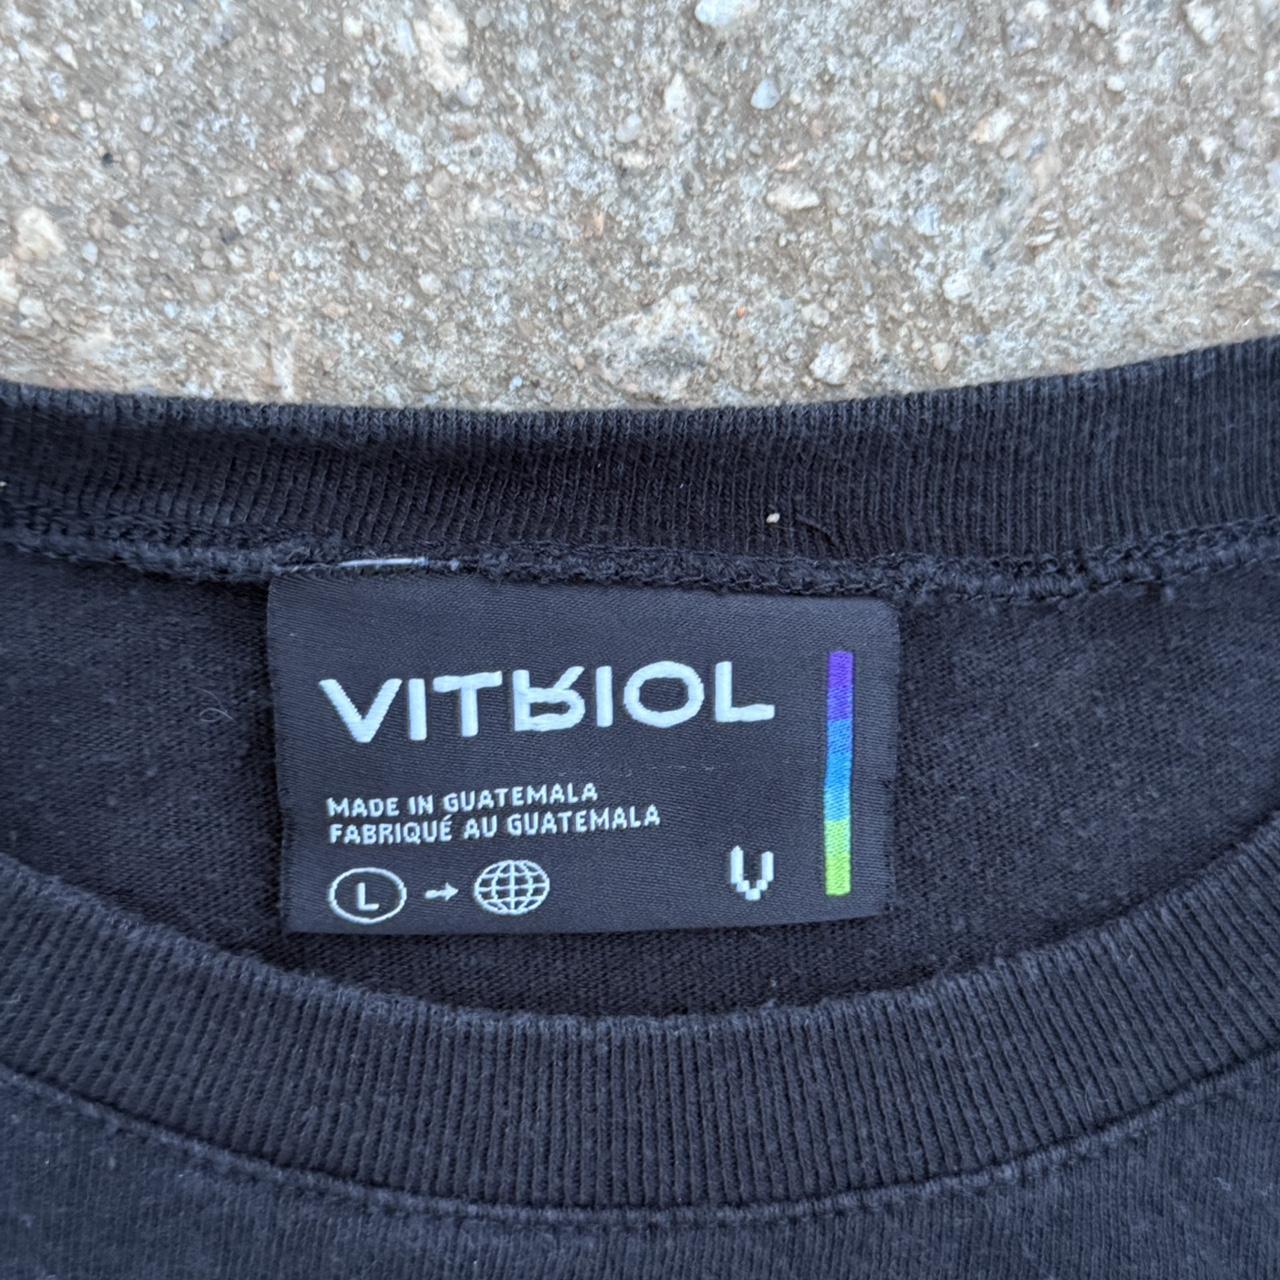 VITRIOL
MADE IN GUATEMALA
FABRIQUÉ AU GUATEMALA
L
V